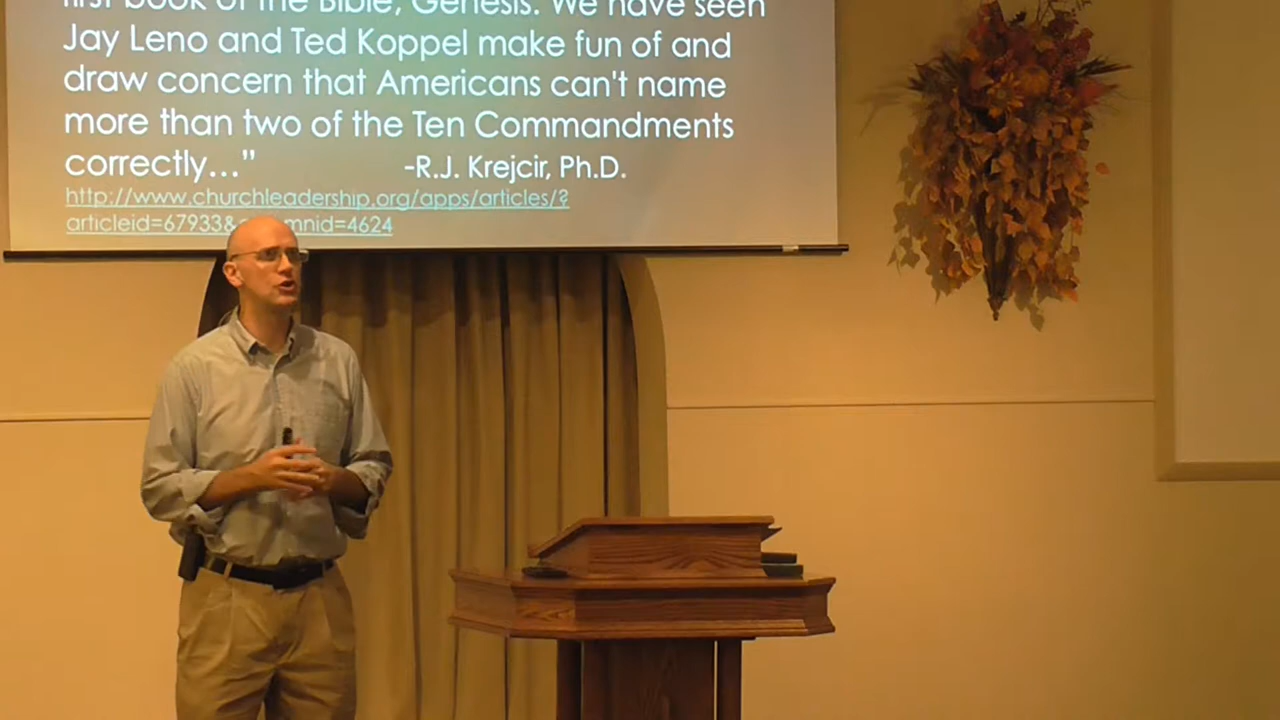 first book of the Bible, Genesis. We have seen
Jay Leno and Ted Koppel make fun of and
draw concern that Americans can't name
more than two of the Ten Commandments
correctly…" -R.J. Krejcir, Ph.D.
http://www.churchleadership.org/apps/articles/?
articleid=67933& mnid=4624